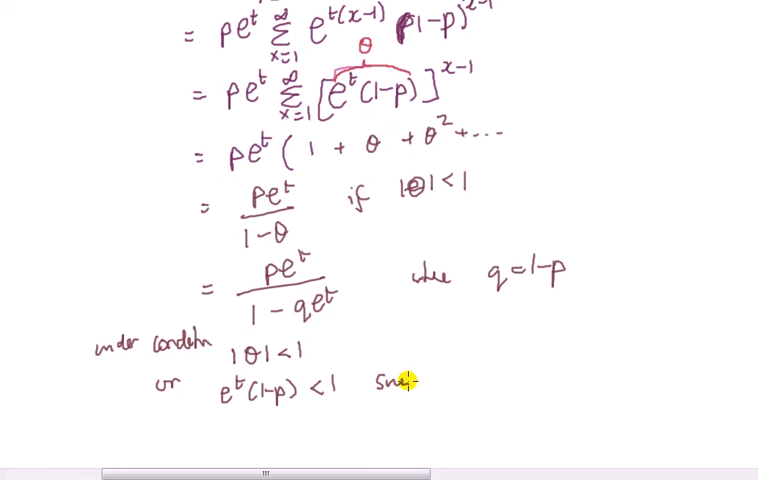 = pe^t ∑_{x=1}^∞ e^{t(x-1)} (1-p)^{x-1}
θ
= pe^t ∑_{x=1}^∞ [e^t(1-p)]^{x-1}
= pe^t ( 1 + θ + θ² + ...
= pe^t / (1-θ) if |θ| < 1
= pe^t / (1 - qe^t) where q = 1-p
under condition |θ| < 1
or e^t(1-p) < 1